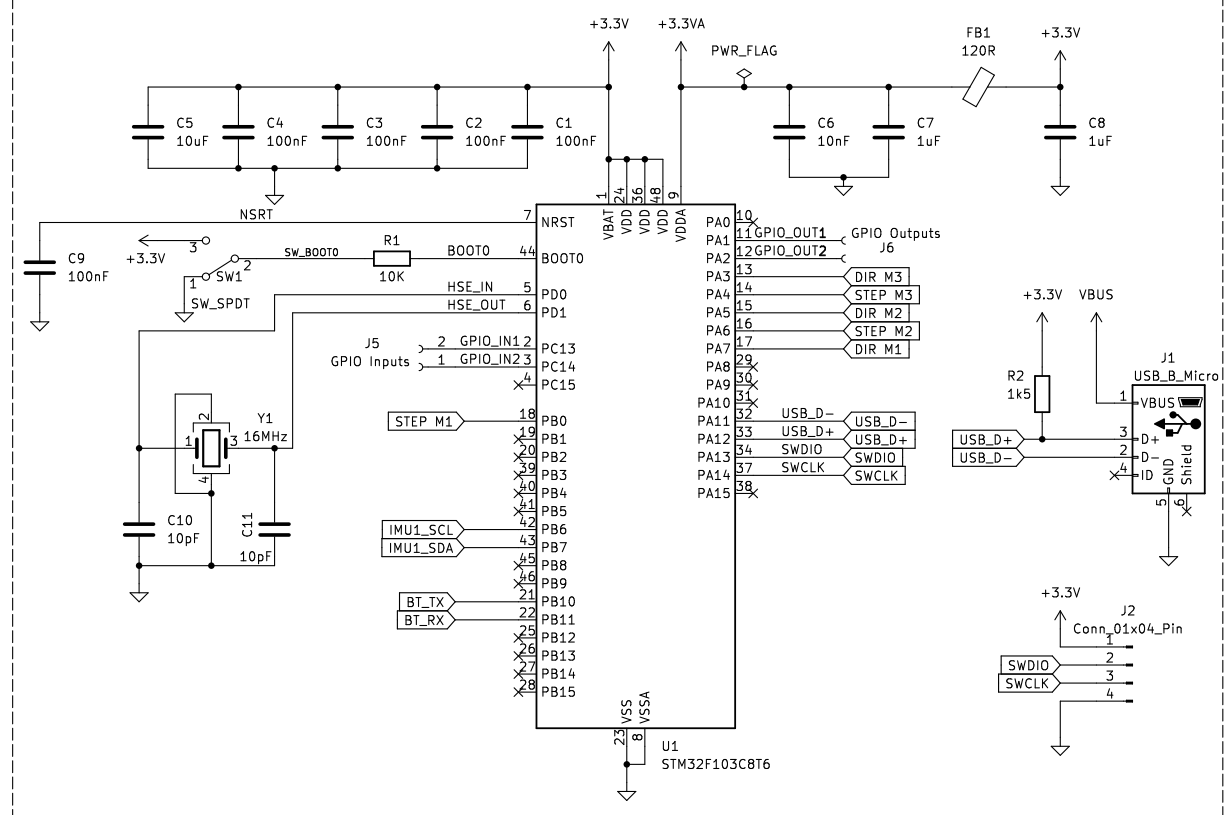 +3.3V
+3.3VA
PWR_FLAG
FB1
120R
+3.3V
C5
10uF
C4
100nF
C3
100nF
C2
100nF
C1
100nF
C6
10nF
C7
1uF
C8
1uF
1
24
36
48
9
VBAT
VDD
VDD
VDD
VDDA
NSRT
7
NRST
C9
100nF
3
+3.3V
2
1
SW1
SW_SPDT
SW_BOOT0
R1
10K
BOOT0
44
BOOT0
HSE_IN
5
PD0
HSE_OUT
6
PD1
J5
GPIO Inputs
2
GPIO_IN1
2
PC13
1
GPIO_IN2
3
PC14
4
PC15
Y1
16MHz
1
2
3
4
C10
10pF
C11
10pF
STEP M1
18
PB0
19
PB1
20
PB2
39
PB3
40
PB4
41
PB5
IMU1_SCL
42
PB6
IMU1_SDA
43
PB7
45
PB8
46
PB9
BT_TX
21
PB10
BT_RX
22
PB11
25
PB12
26
PB13
27
PB14
28
PB15
PA0
10
PA1
11
GPIO_OUT1
1
PA2
12
GPIO_OUT2
2
GPIO Outputs
J6
PA3
13
DIR M3
PA4
14
STEP M3
PA5
15
DIR M2
PA6
16
STEP M2
PA7
17
DIR M1
PA8
29
PA9
30
PA10
31
PA11
32
USB_D-
USB_D-
PA12
33
USB_D+
USB_D+
PA13
34
SWDIO
SWDIO
PA14
37
SWCLK
SWCLK
PA15
38
VSS
VSSA
23
8
U1
STM32F103C8T6
+3.3V
VBUS
R2
1k5
J1
USB_B_Micro
1
VBUS
USB_D+
3
D+
USB_D-
2
D-
4
ID
GND
Shield
5
6
+3.3V
J2
Conn_01x04_Pin
1
SWDIO
2
SWCLK
3
4